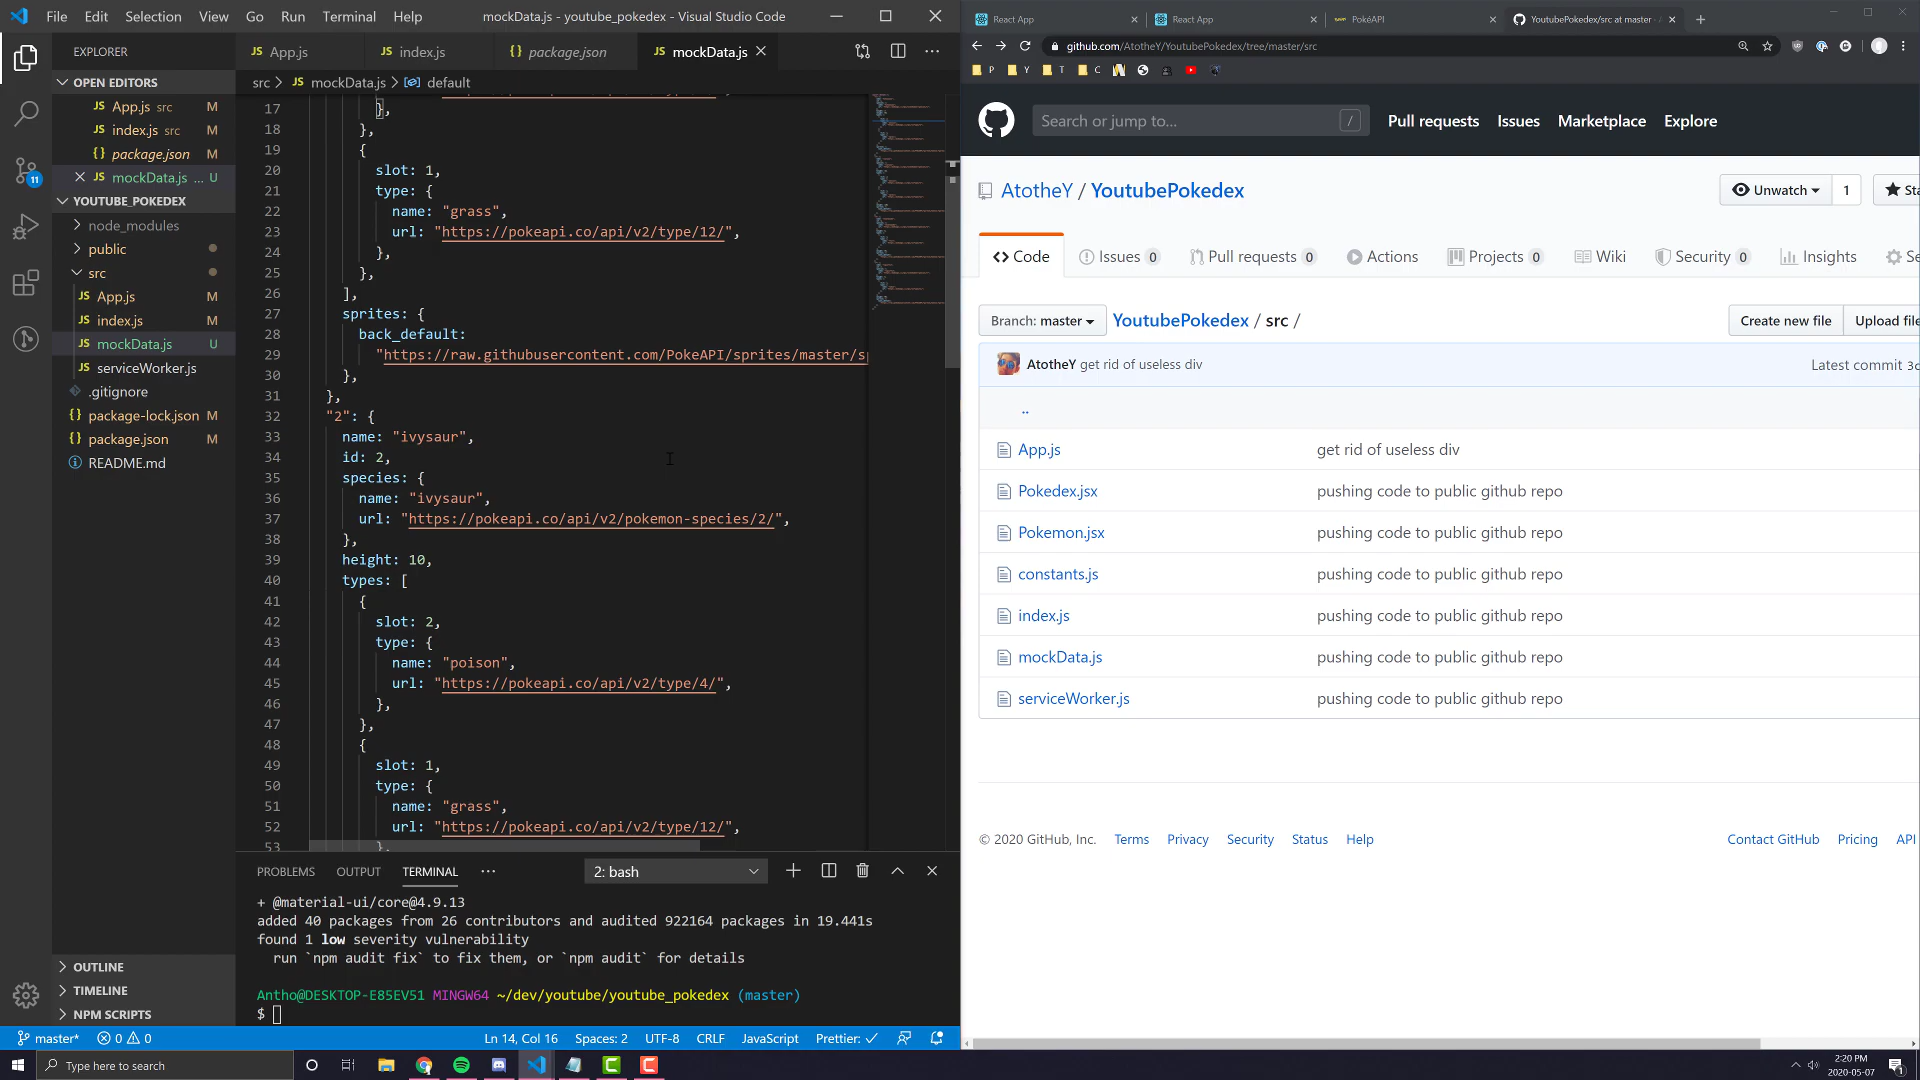 File Edit Selection View Go Run Terminal Help
mockData.js - youtube_pokedex - Visual Studio Code
EXPLORER
OPEN EDITORS
JS App.js src M
JS index.js src M
{} package.json M
JS mockData.js ... U
YOUTUBE_POKEDEX
node_modules
public
src
JS App.js M
JS index.js M
JS mockData.js U
JS serviceWorker.js
.gitignore
{} package-lock.json M
{} package.json M
README.md
OUTLINE
TIMELINE
NPM SCRIPTS
11
JS App.js
JS index.js
{} package.json
JS mockData.js
src > JS mockData.js > default
17 },
18 },
19 {
20 slot: 1,
21 type: {
22 name: "grass",
23 url: "https://pokeapi.co/api/v2/type/12/",
24 },
25 },
26 ],
27 sprites: {
28 back_default:
29 "https://raw.githubusercontent.com/PokeAPI/sprites/master/s
30 },
31 },
32 "2": {
33 name: "ivysaur",
34 id: 2,
35 species: {
36 name: "ivysaur",
37 url: "https://pokeapi.co/api/v2/pokemon-species/2/",
38 },
39 height: 10,
40 types: [
41 {
42 slot: 2,
43 type: {
44 name: "poison",
45 url: "https://pokeapi.co/api/v2/type/4/",
46 },
47 },
48 {
49 slot: 1,
50 type: {
51 name: "grass",
52 url: "https://pokeapi.co/api/v2/type/12/",
53 },
PROBLEMS OUTPUT TERMINAL ...
2: bash
+ @material-ui/core@4.9.13
added 40 packages from 26 contributors and audited 922164 packages in 19.441s
found 1 low severity vulnerability
run `npm audit fix` to fix them, or `npm audit` for details
Antho@DESKTOP-E85EV51 MINGW64 ~/dev/youtube/youtube_pokedex (master)
$
master* 0 0
Ln 14, Col 16 Spaces: 2 UTF-8 CRLF JavaScript Prettier: ✓
React App
React App
PokéAPI
YoutubePokedex/src at master · A
github.com/AtotheY/YoutubePokedex/tree/master/src
P Y T C
Search or jump to... /
Pull requests Issues Marketplace Explore
AtotheY / YoutubePokedex
Unwatch 1 Sta
Code
Issues 0
Pull requests 0
Actions
Projects 0
Wiki
Security 0
Insights
Se
Branch: master
YoutubePokedex / src /
Create new file
Upload file
AtotheY get rid of useless div
Latest commit 3c
..
App.js get rid of useless div
Pokedex.jsx pushing code to public github repo
Pokemon.jsx pushing code to public github repo
constants.js pushing code to public github repo
index.js pushing code to public github repo
mockData.js pushing code to public github repo
serviceWorker.js pushing code to public github repo
© 2020 GitHub, Inc. Terms Privacy Security Status Help
Contact GitHub Pricing API
Type here to search
2:20 PM
2020-05-07
1